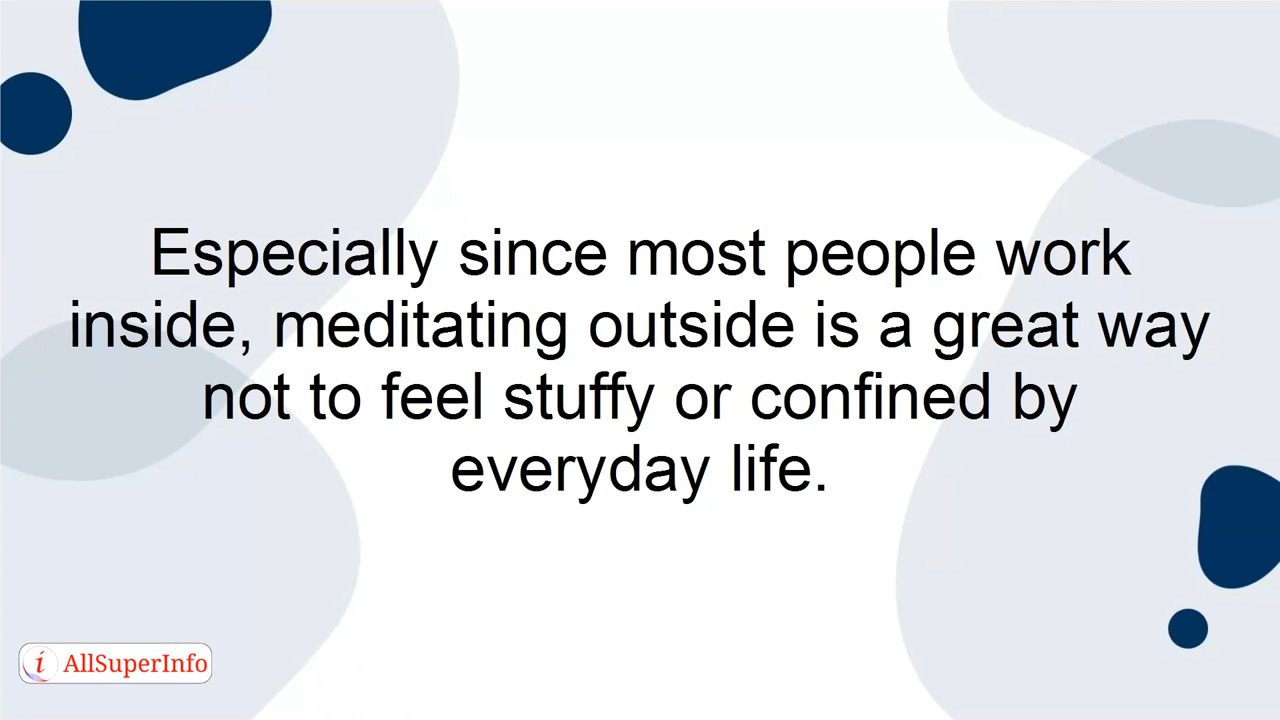 Especially since most people work
inside, meditating outside is a great way
not to feel stuffy or confined by
everyday life.
i AllSuperInfo